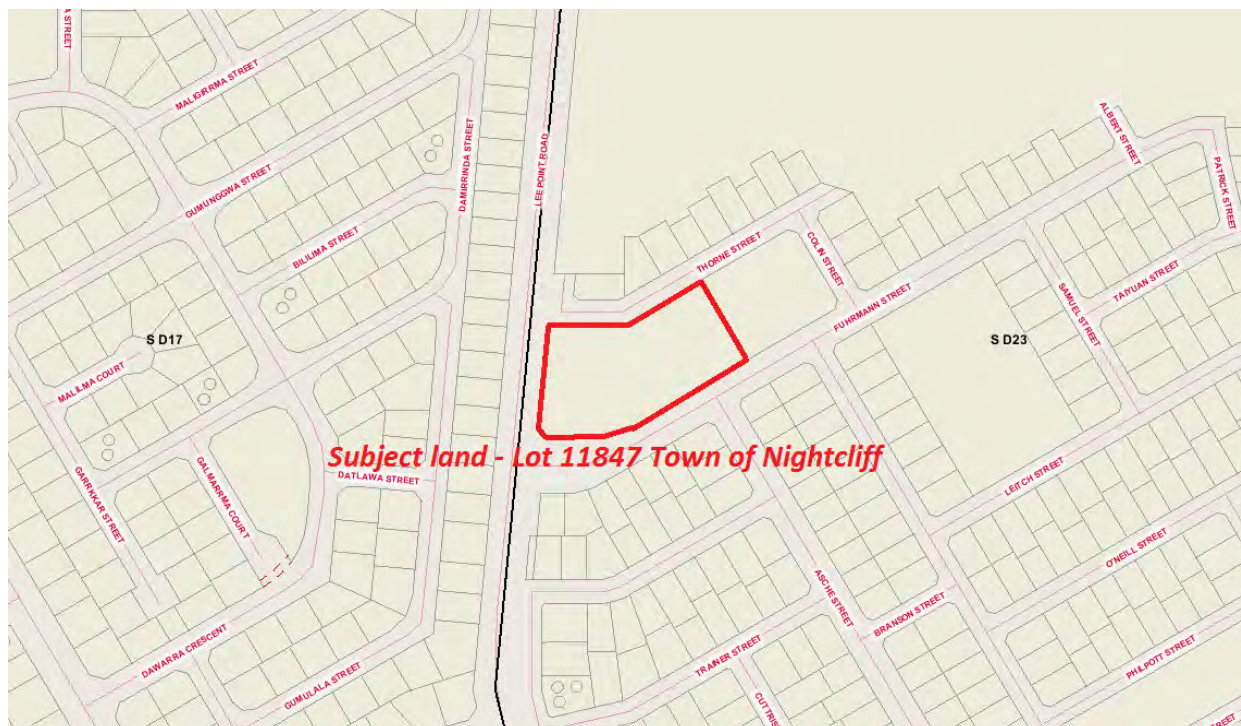 A STREET
MALIGIRRMA STREET
GUMUNGGWA STREET
DAMIRRINDA STREET
LEE POINT ROAD
BILILIMA STREET
ALBERT STREET
PATRICK STREET
THORNE STREET
COLIN STREET
FUHRMANN STREET
SAMUEL STREET
TAIYUAN STREET
S D17
S D23
MALILMA COURT
Subject land - Lot 11847 Town of Nightcliff
GARRKKAR STREET
GALMARRMA COURT
DATLAWA STREET
LEITCH STREET
O'NEILL STREET
ASCHE STREET
BRANSON STREET
DAWARRA CRESCENT
GUMULALA STREET
TRAINER STREET
PHILPOTT STREET
CUTTRIS
STREET